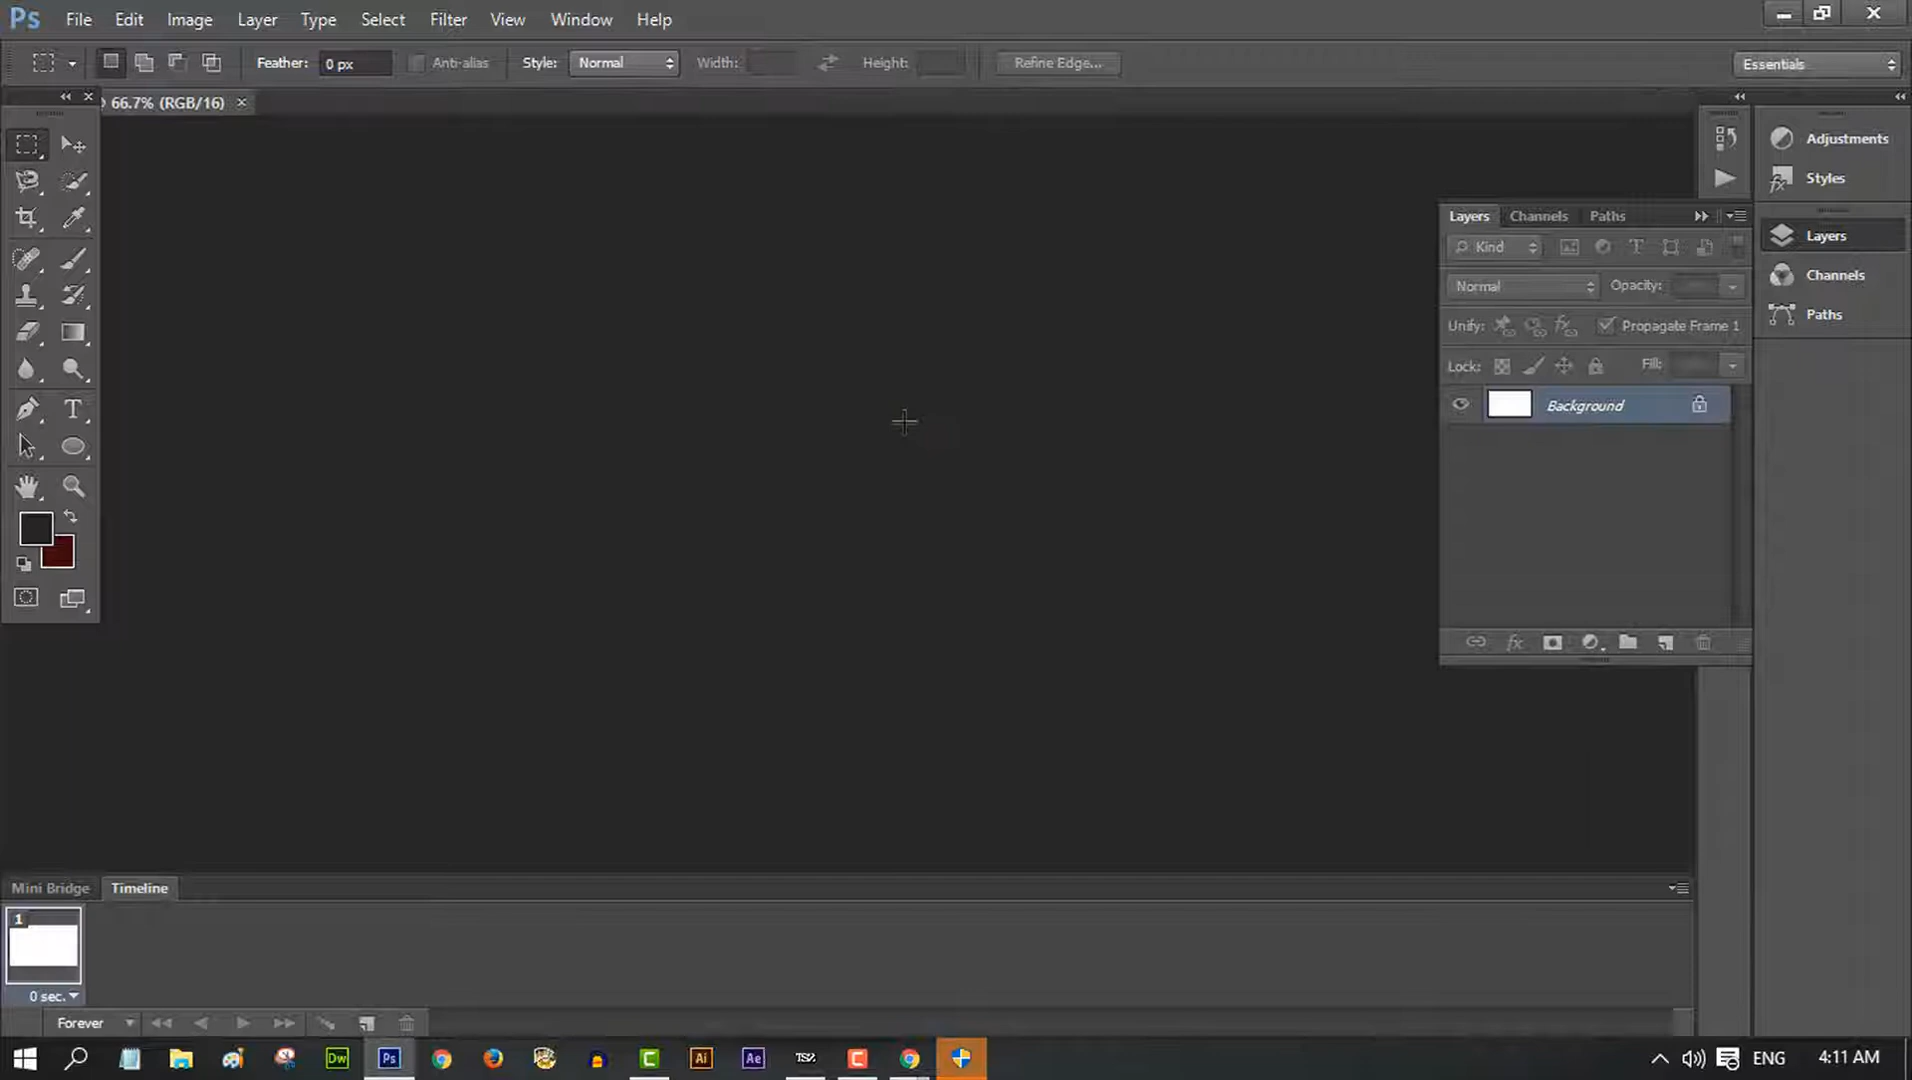 Ps File Edit Image Layer Type Select Filter View Window Help
Feather: 0 px Anti-alias Style: Normal Width: Height: Refine Edge... Essentials
66.7% (RGB/16) ×
Adjustments
Styles
Layers
Channels
Paths
Layers Channels Paths
Kind
Normal Opacity:
Unify: Propagate Frame 1
Lock: Fill:
Background
T
Mini Bridge Timeline
1
0 sec.
Forever
Dw Ps Ai Ae ENG 4:11 AM